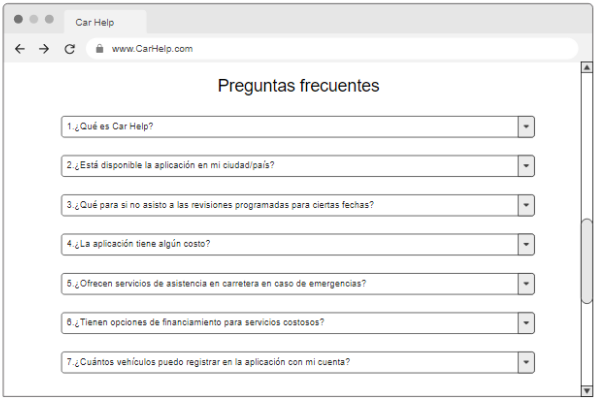 Car Help
www.CarHelp.com
Preguntas frecuentes
1.¿Qué es Car Help?
2.¿Está disponible la aplicación en mi ciudad/país?
3.¿Qué para si no asisto a las revisiones programadas para ciertas fechas?
4.¿La aplicación tiene algún costo?
5.¿Ofrecen servicios de asistencia en carretera en caso de emergencias?
6.¿Tienen opciones de financiamiento para servicios costosos?
7.¿Cuántos vehículos puedo registrar en la aplicación con mi cuenta?